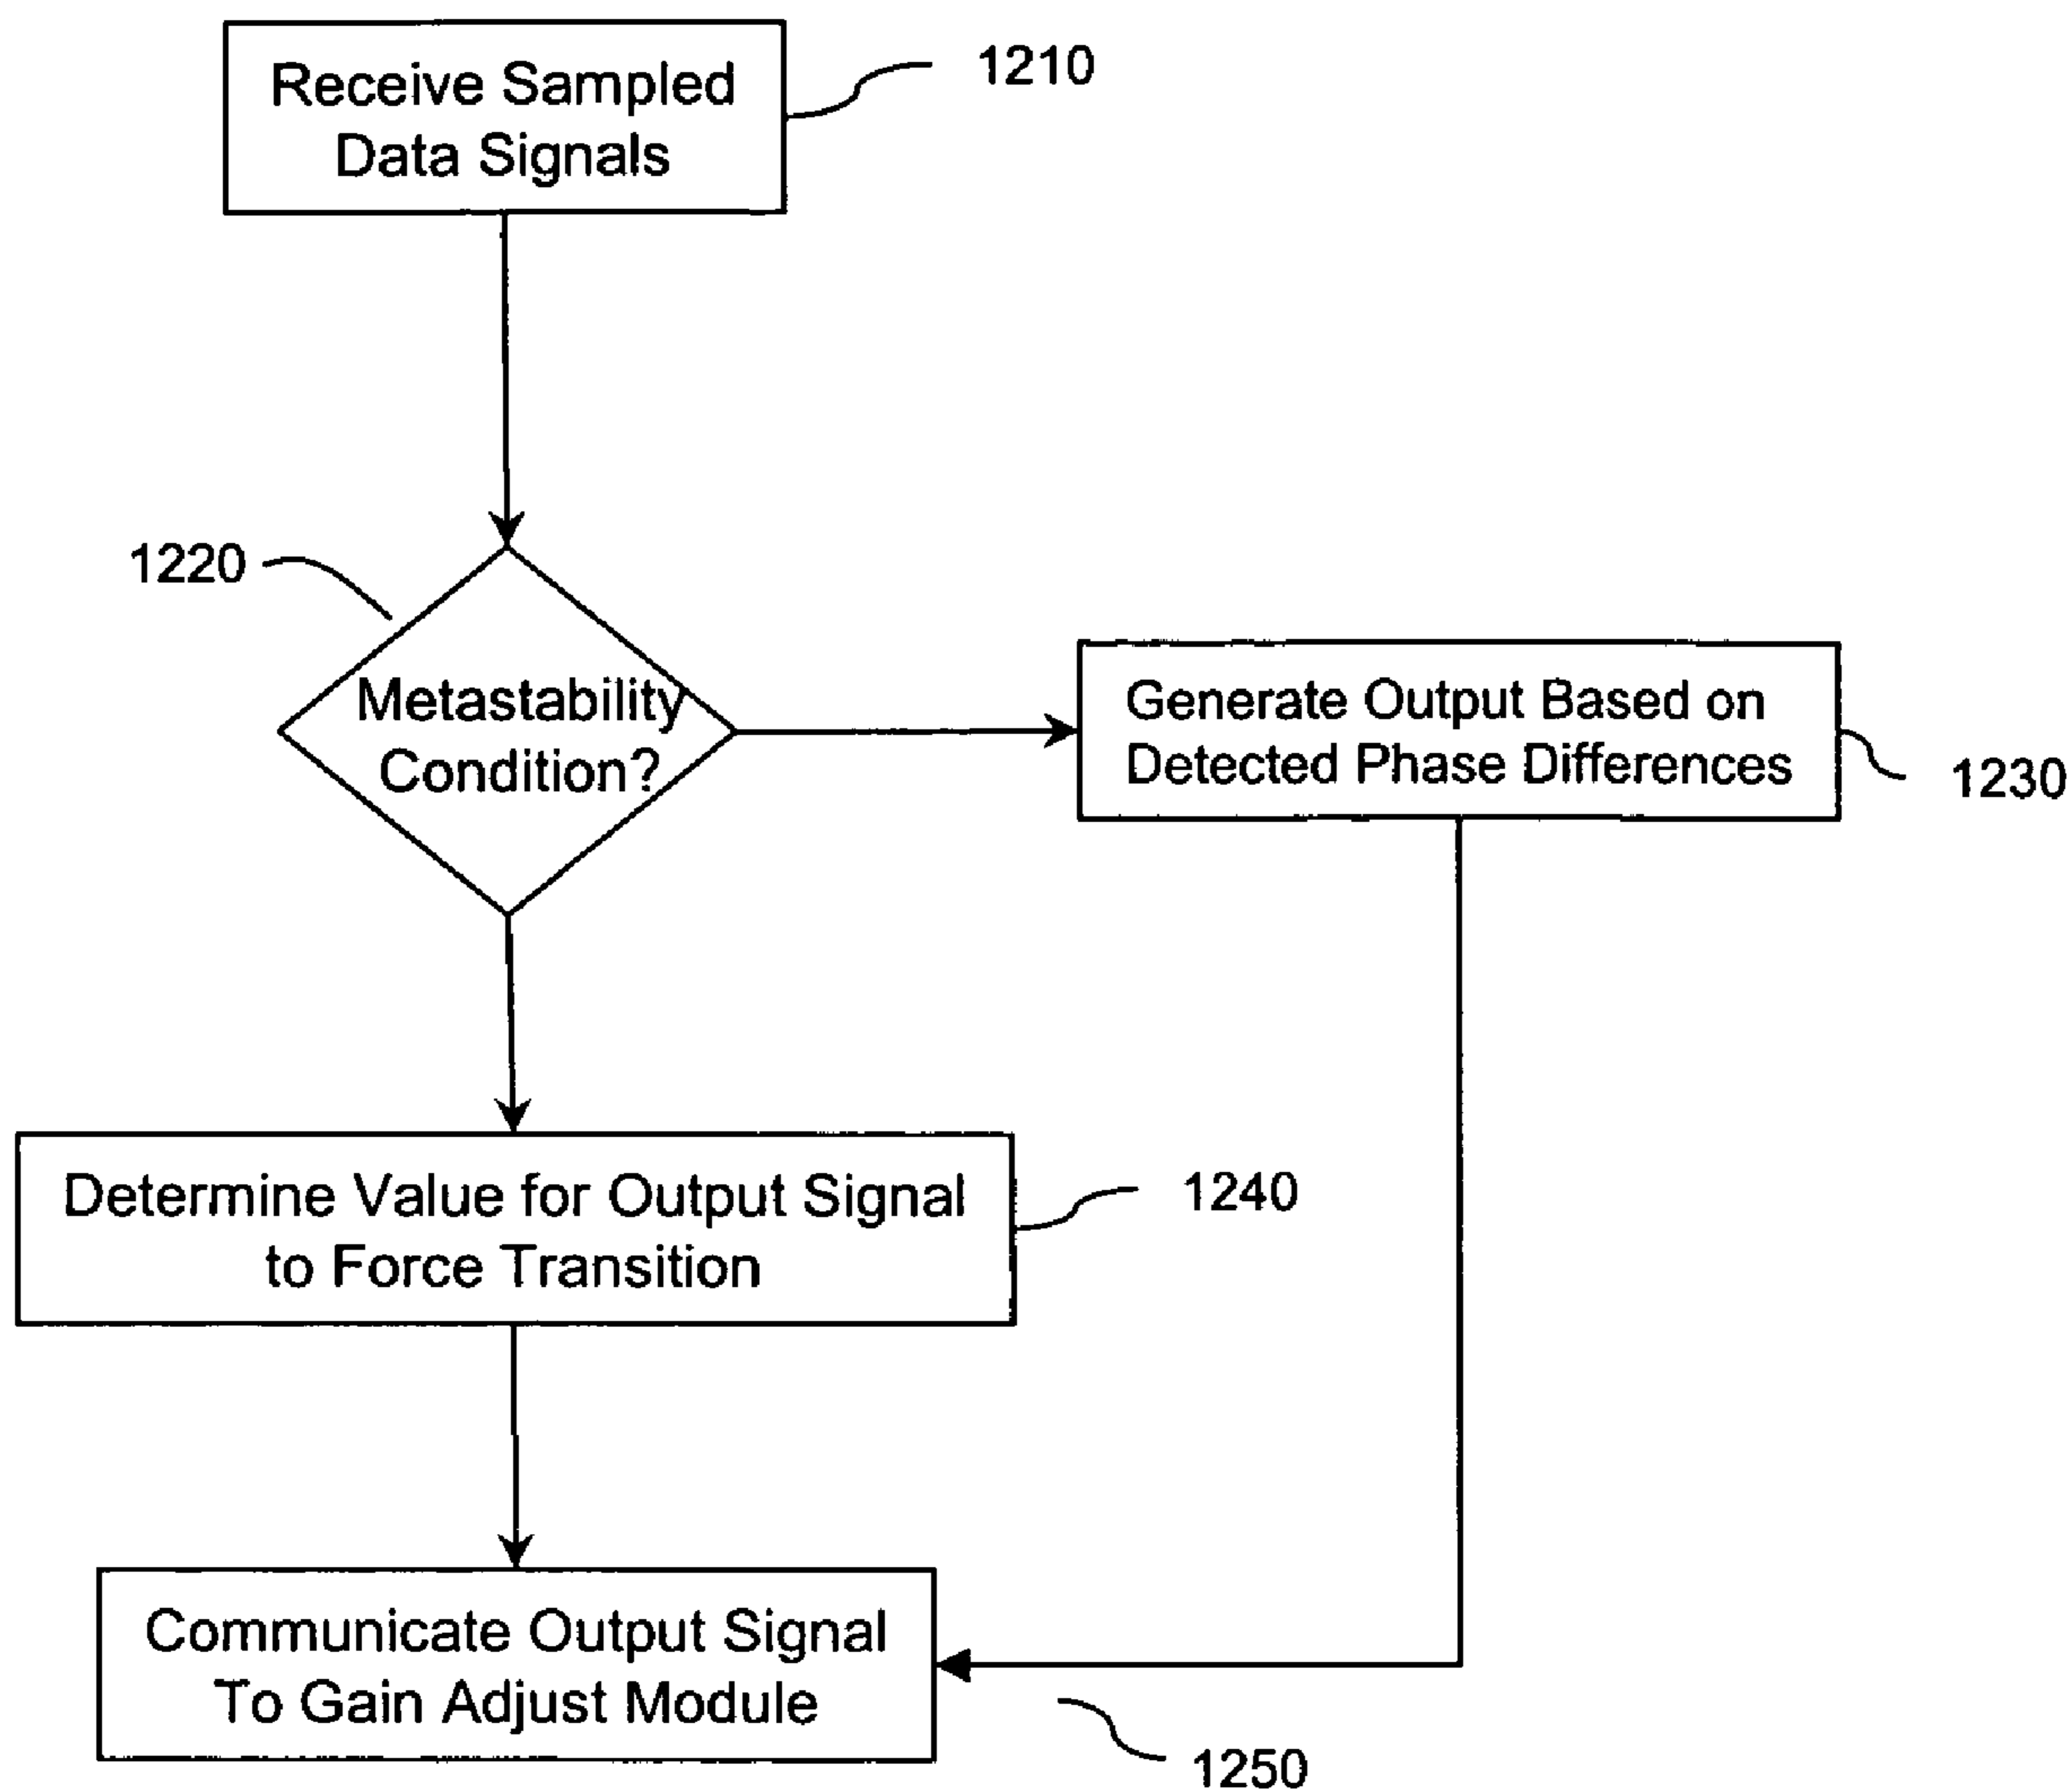 Receive Sampled
Data Signals
1210
1220
Metastability
Condition?
Generate Output Based on
Detected Phase Differences
1230
Determine Value for Output Signal
to Force Transition
1240
Communicate Output Signal
To Gain Adjust Module
1250